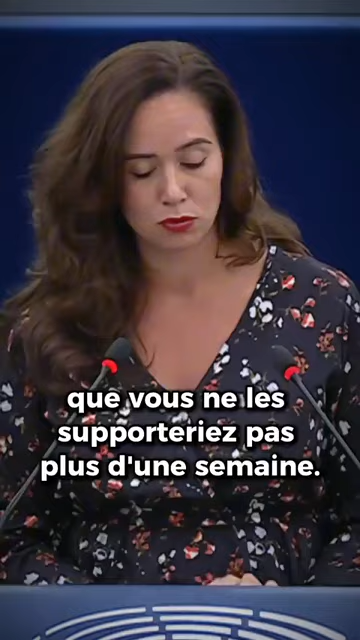 que vous ne les
supporteriez pas
plus d'une semaine.